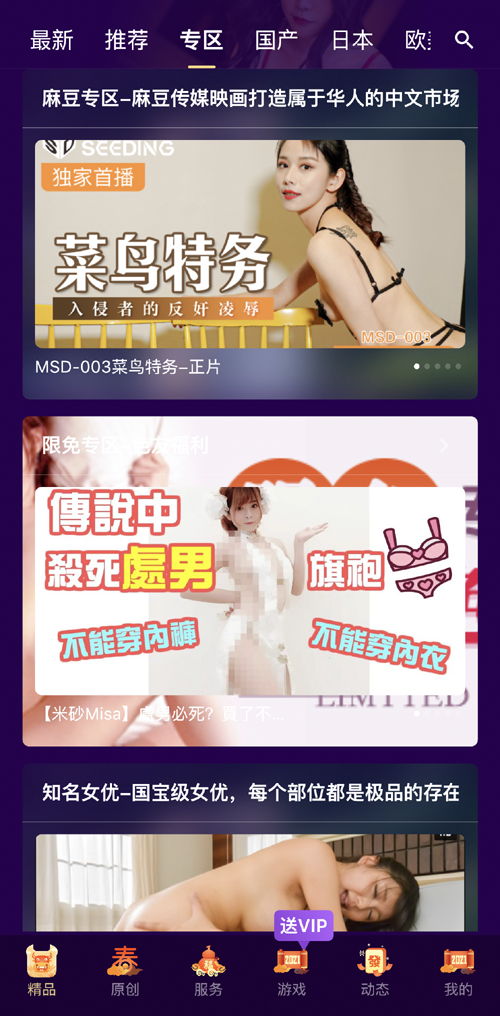 最新 推荐 专区 国产 日本
麻豆专区–麻豆传媒映画打造属于华人的中文市场
SEEDING
独家首播
菜鸟特务
入侵者的反奸凌辱
MSD-003
MSD-003菜鸟特务–正片
限免专区
福利
傳說中
殺死處男
旗袍
不能穿內褲
不能穿內衣
LIMITED
【米砂Misa】處男必死？買了不...
知名女优–国宝级女优，每个部位都是极品的存在
送VIP
春
發
2021
2021
精品 原创 服务 游戏 动态 我的